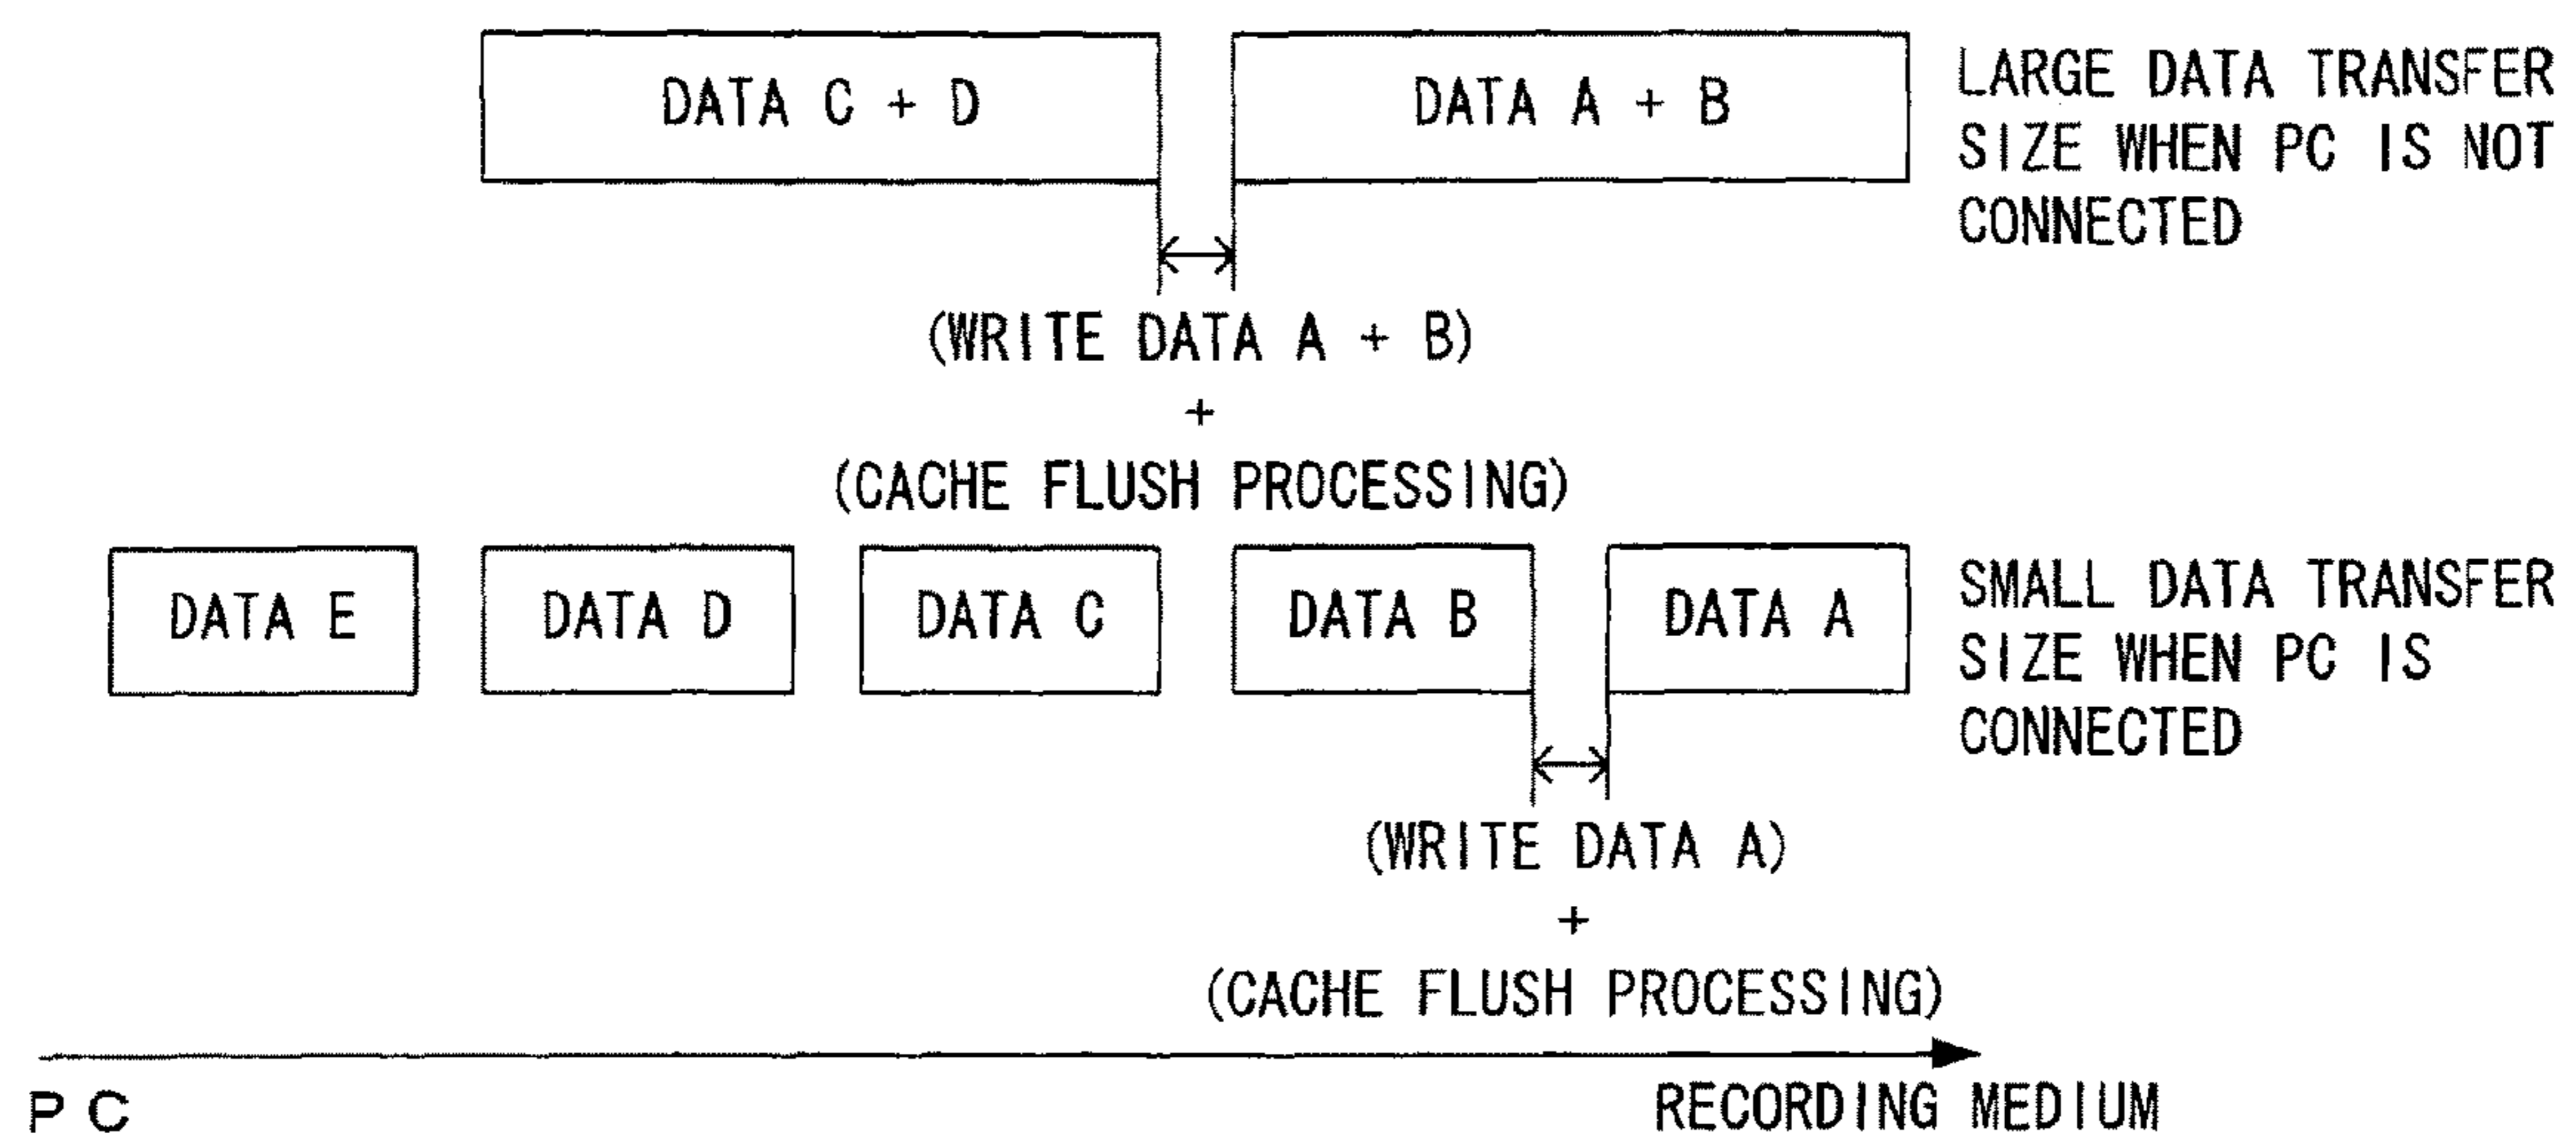 DATA C + D
DATA A + B
LARGE DATA TRANSFER
SIZE WHEN PC IS NOT
CONNECTED
(WRITE DATA A + B)
+
(CACHE FLUSH PROCESSING)
DATA E
DATA D
DATA C
DATA B
DATA A
SMALL DATA TRANSFER
SIZE WHEN PC IS
CONNECTED
(WRITE DATA A)
+
(CACHE FLUSH PROCESSING)
PC
RECORDING MEDIUM